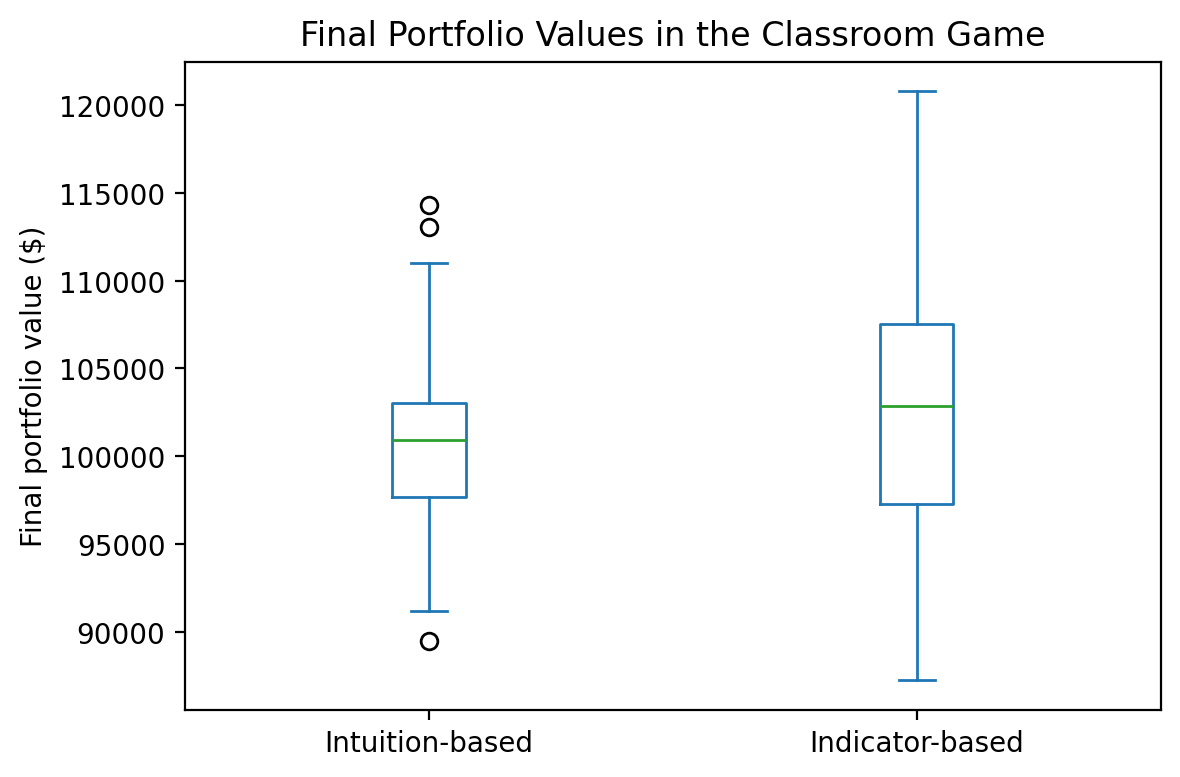 Final Portfolio Values in the Classroom Game
Final portfolio value ($)
120000
115000
110000
105000
100000
95000
90000
Intuition-based
Indicator-based